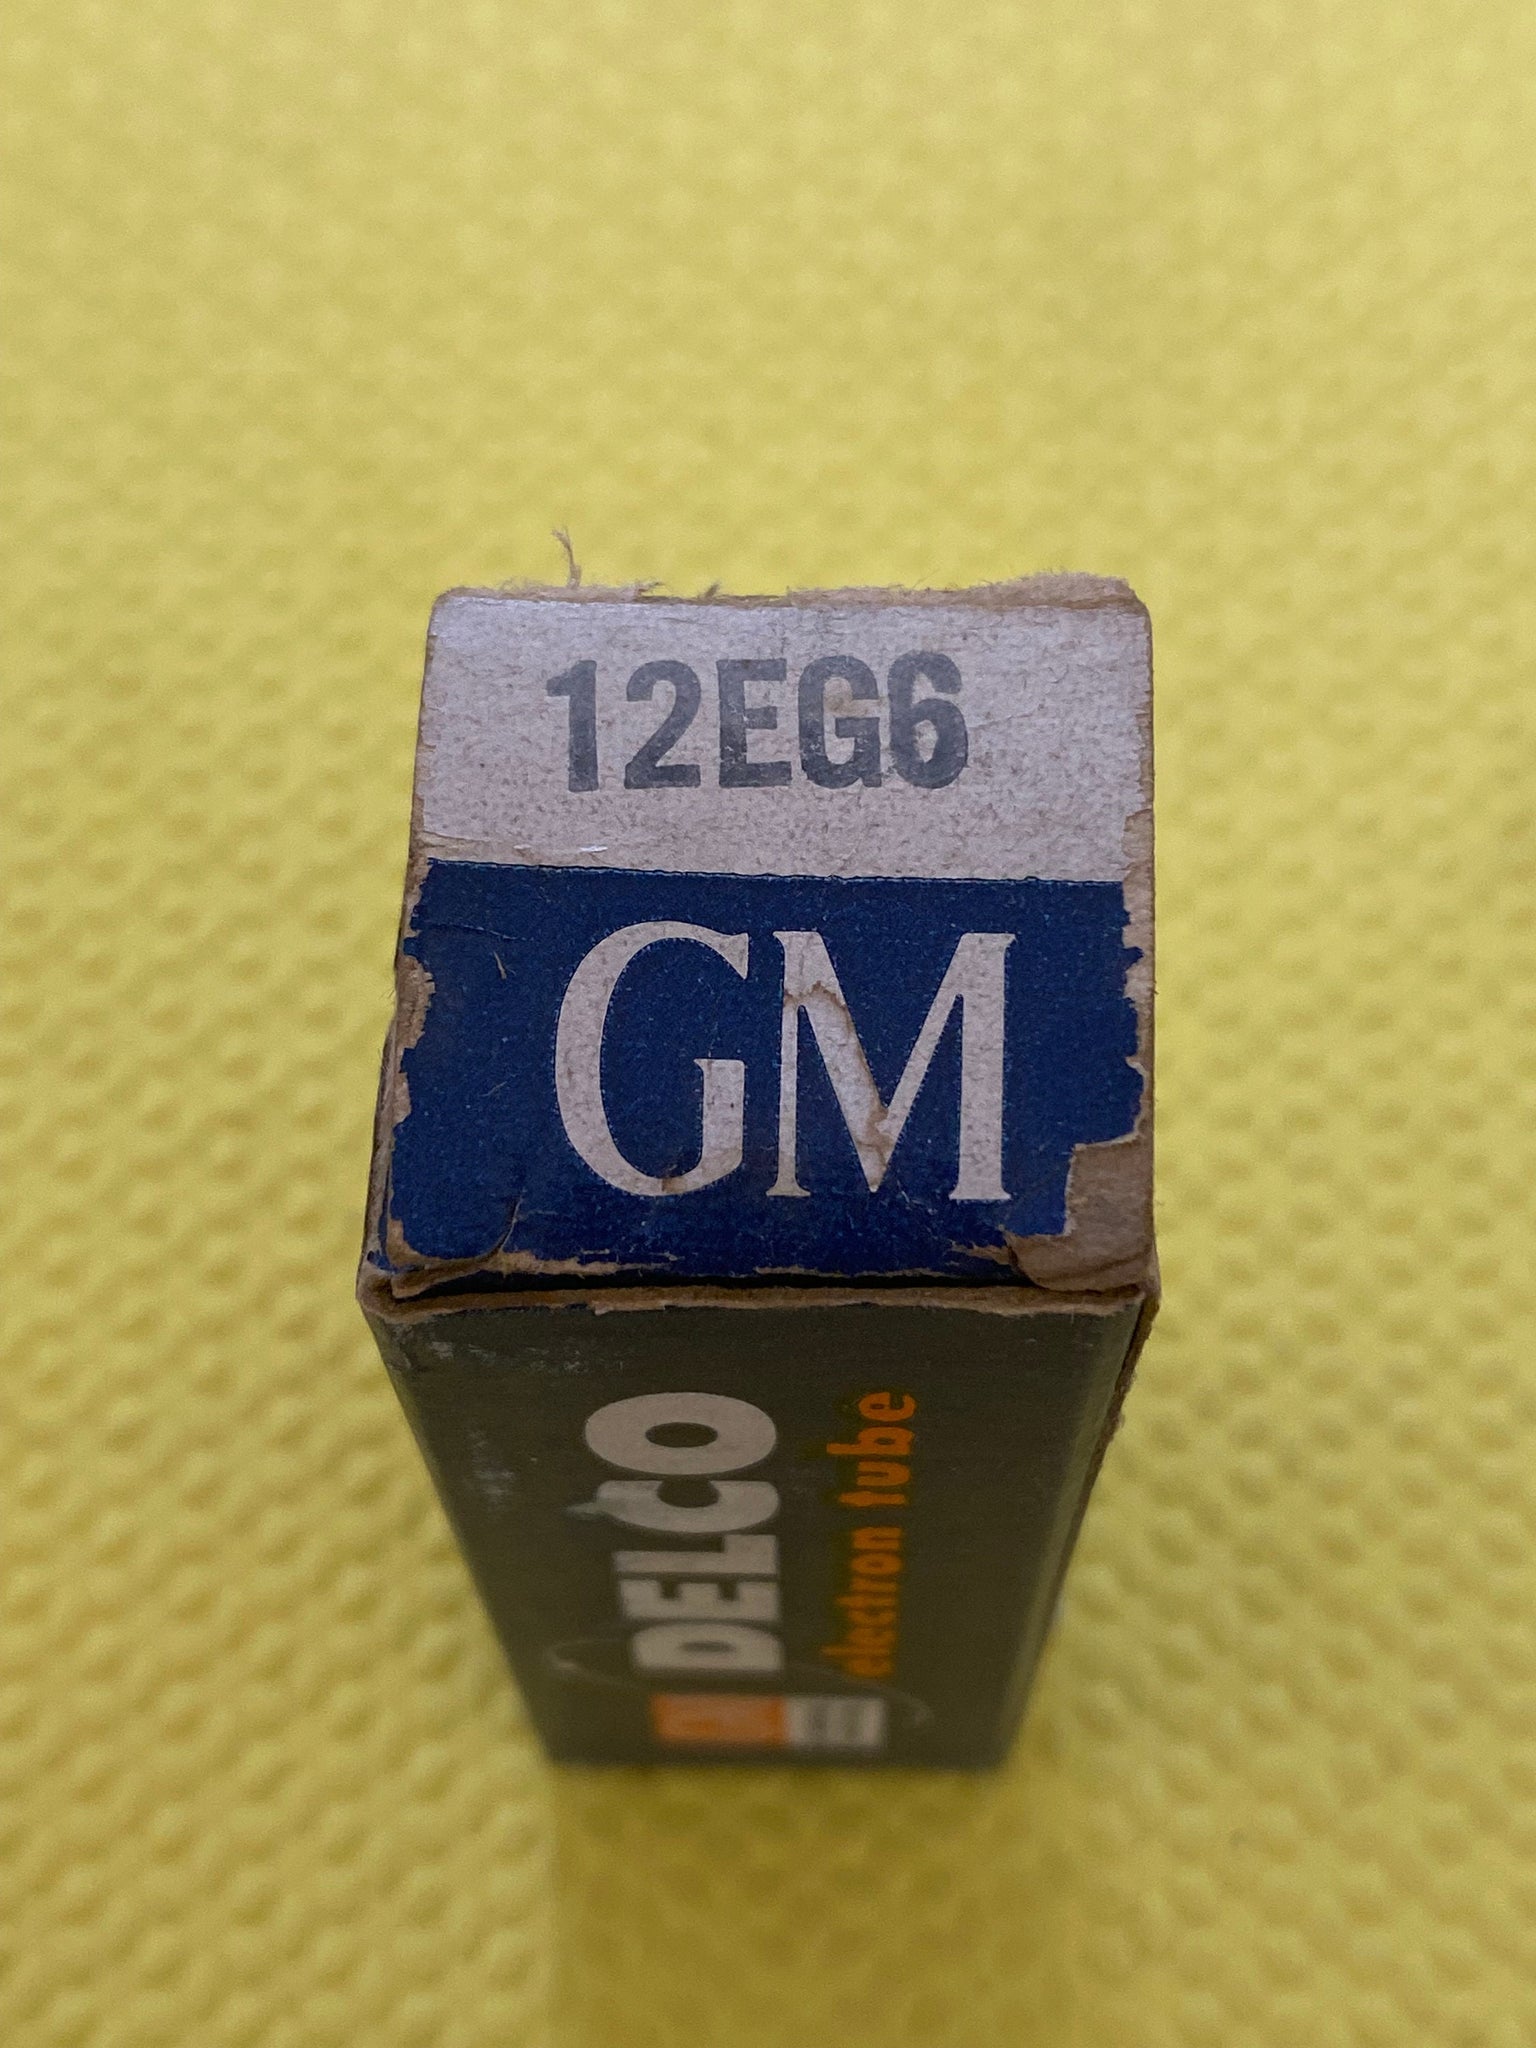 12EG6
GM
DELCO
electron tube